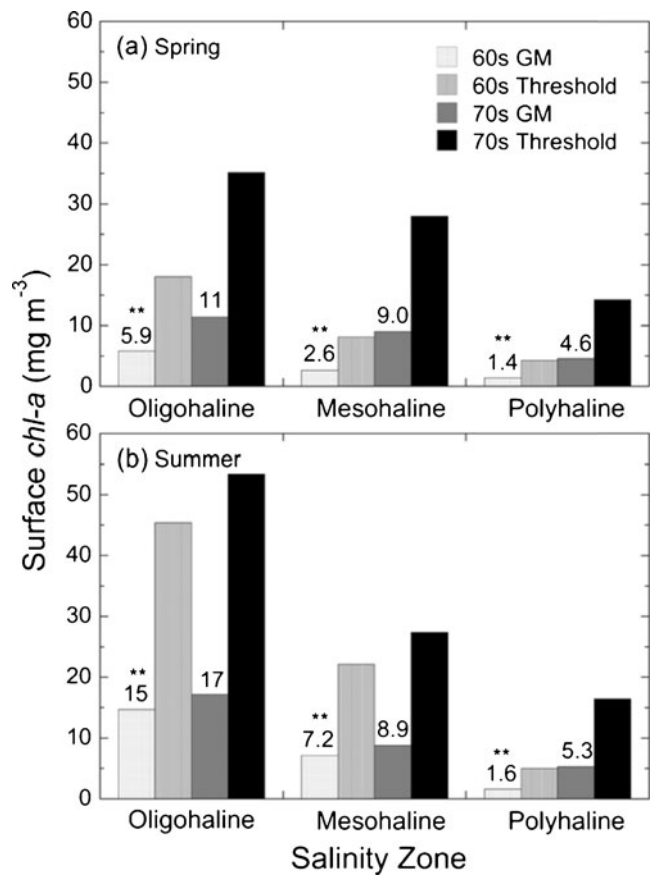 Surface chl-a (mg m⁻³)
60
50
40
30
20
10
0
(a) Spring
60s GM
60s Threshold
70s GM
70s Threshold
** 5.9
11
** 2.6
9.0
** 1.4
4.6
Oligohaline Mesohaline Polyhaline
60
50
40
30
20
10
0
(b) Summer
** 15
17
** 7.2
8.9
** 1.6
5.3
Oligohaline Mesohaline Polyhaline
Salinity Zone